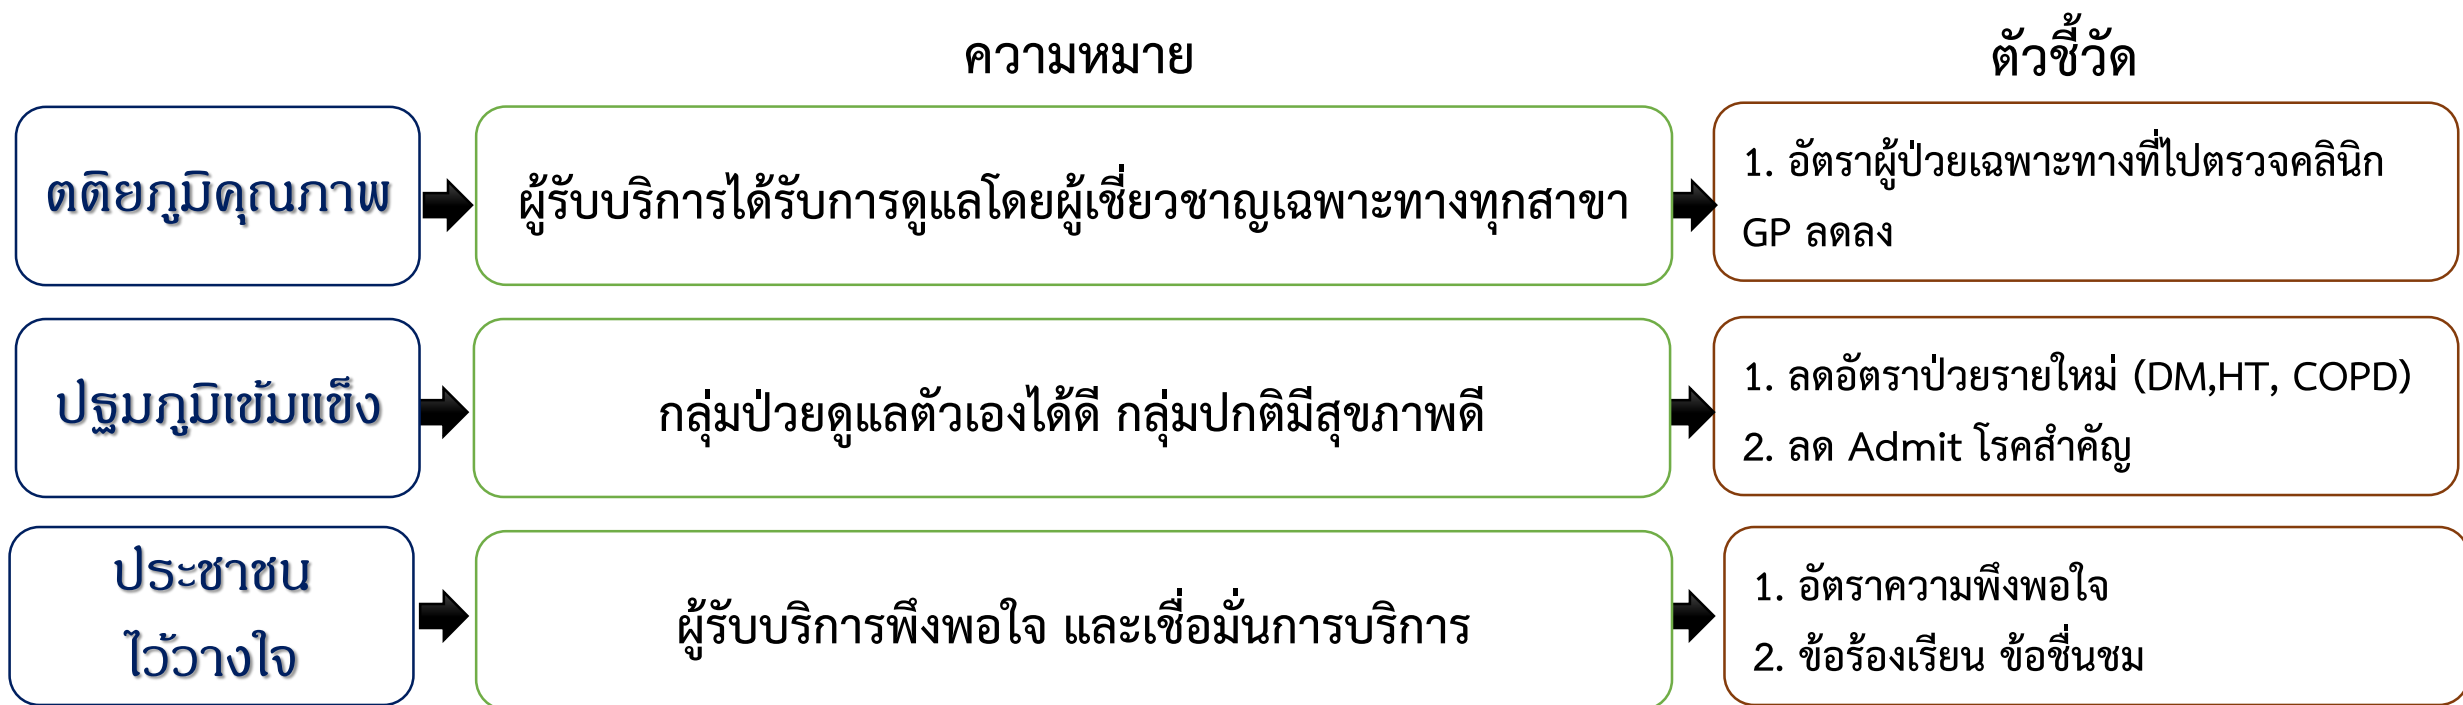 ความหมาย
ตัวชี้วัด
ตติยภูมิคุณภาพ
ผู้รับบริการได้รับการดูแลโดยผู้เชี่ยวชาญเฉพาะทางทุกสาขา
1. อัตราผู้ป่วยเฉพาะทางที่ไปตรวจคลินิก
GP ลดลง
ปฐมภูมิเข้มแข็ง
กลุ่มป่วยดูแลตัวเองได้ดี กลุ่มปกติมีสุขภาพดี
1. ลดอัตราป่วยรายใหม่ (DM,HT, COPD)
2. ลด Admit โรคสำคัญ
ประชาชน
ไว้วางใจ
ผู้รับบริการพึงพอใจ และเชื่อมั่นการบริการ
1. อัตราความพึงพอใจ
2. ข้อร้องเรียน ข้อชื่นชม